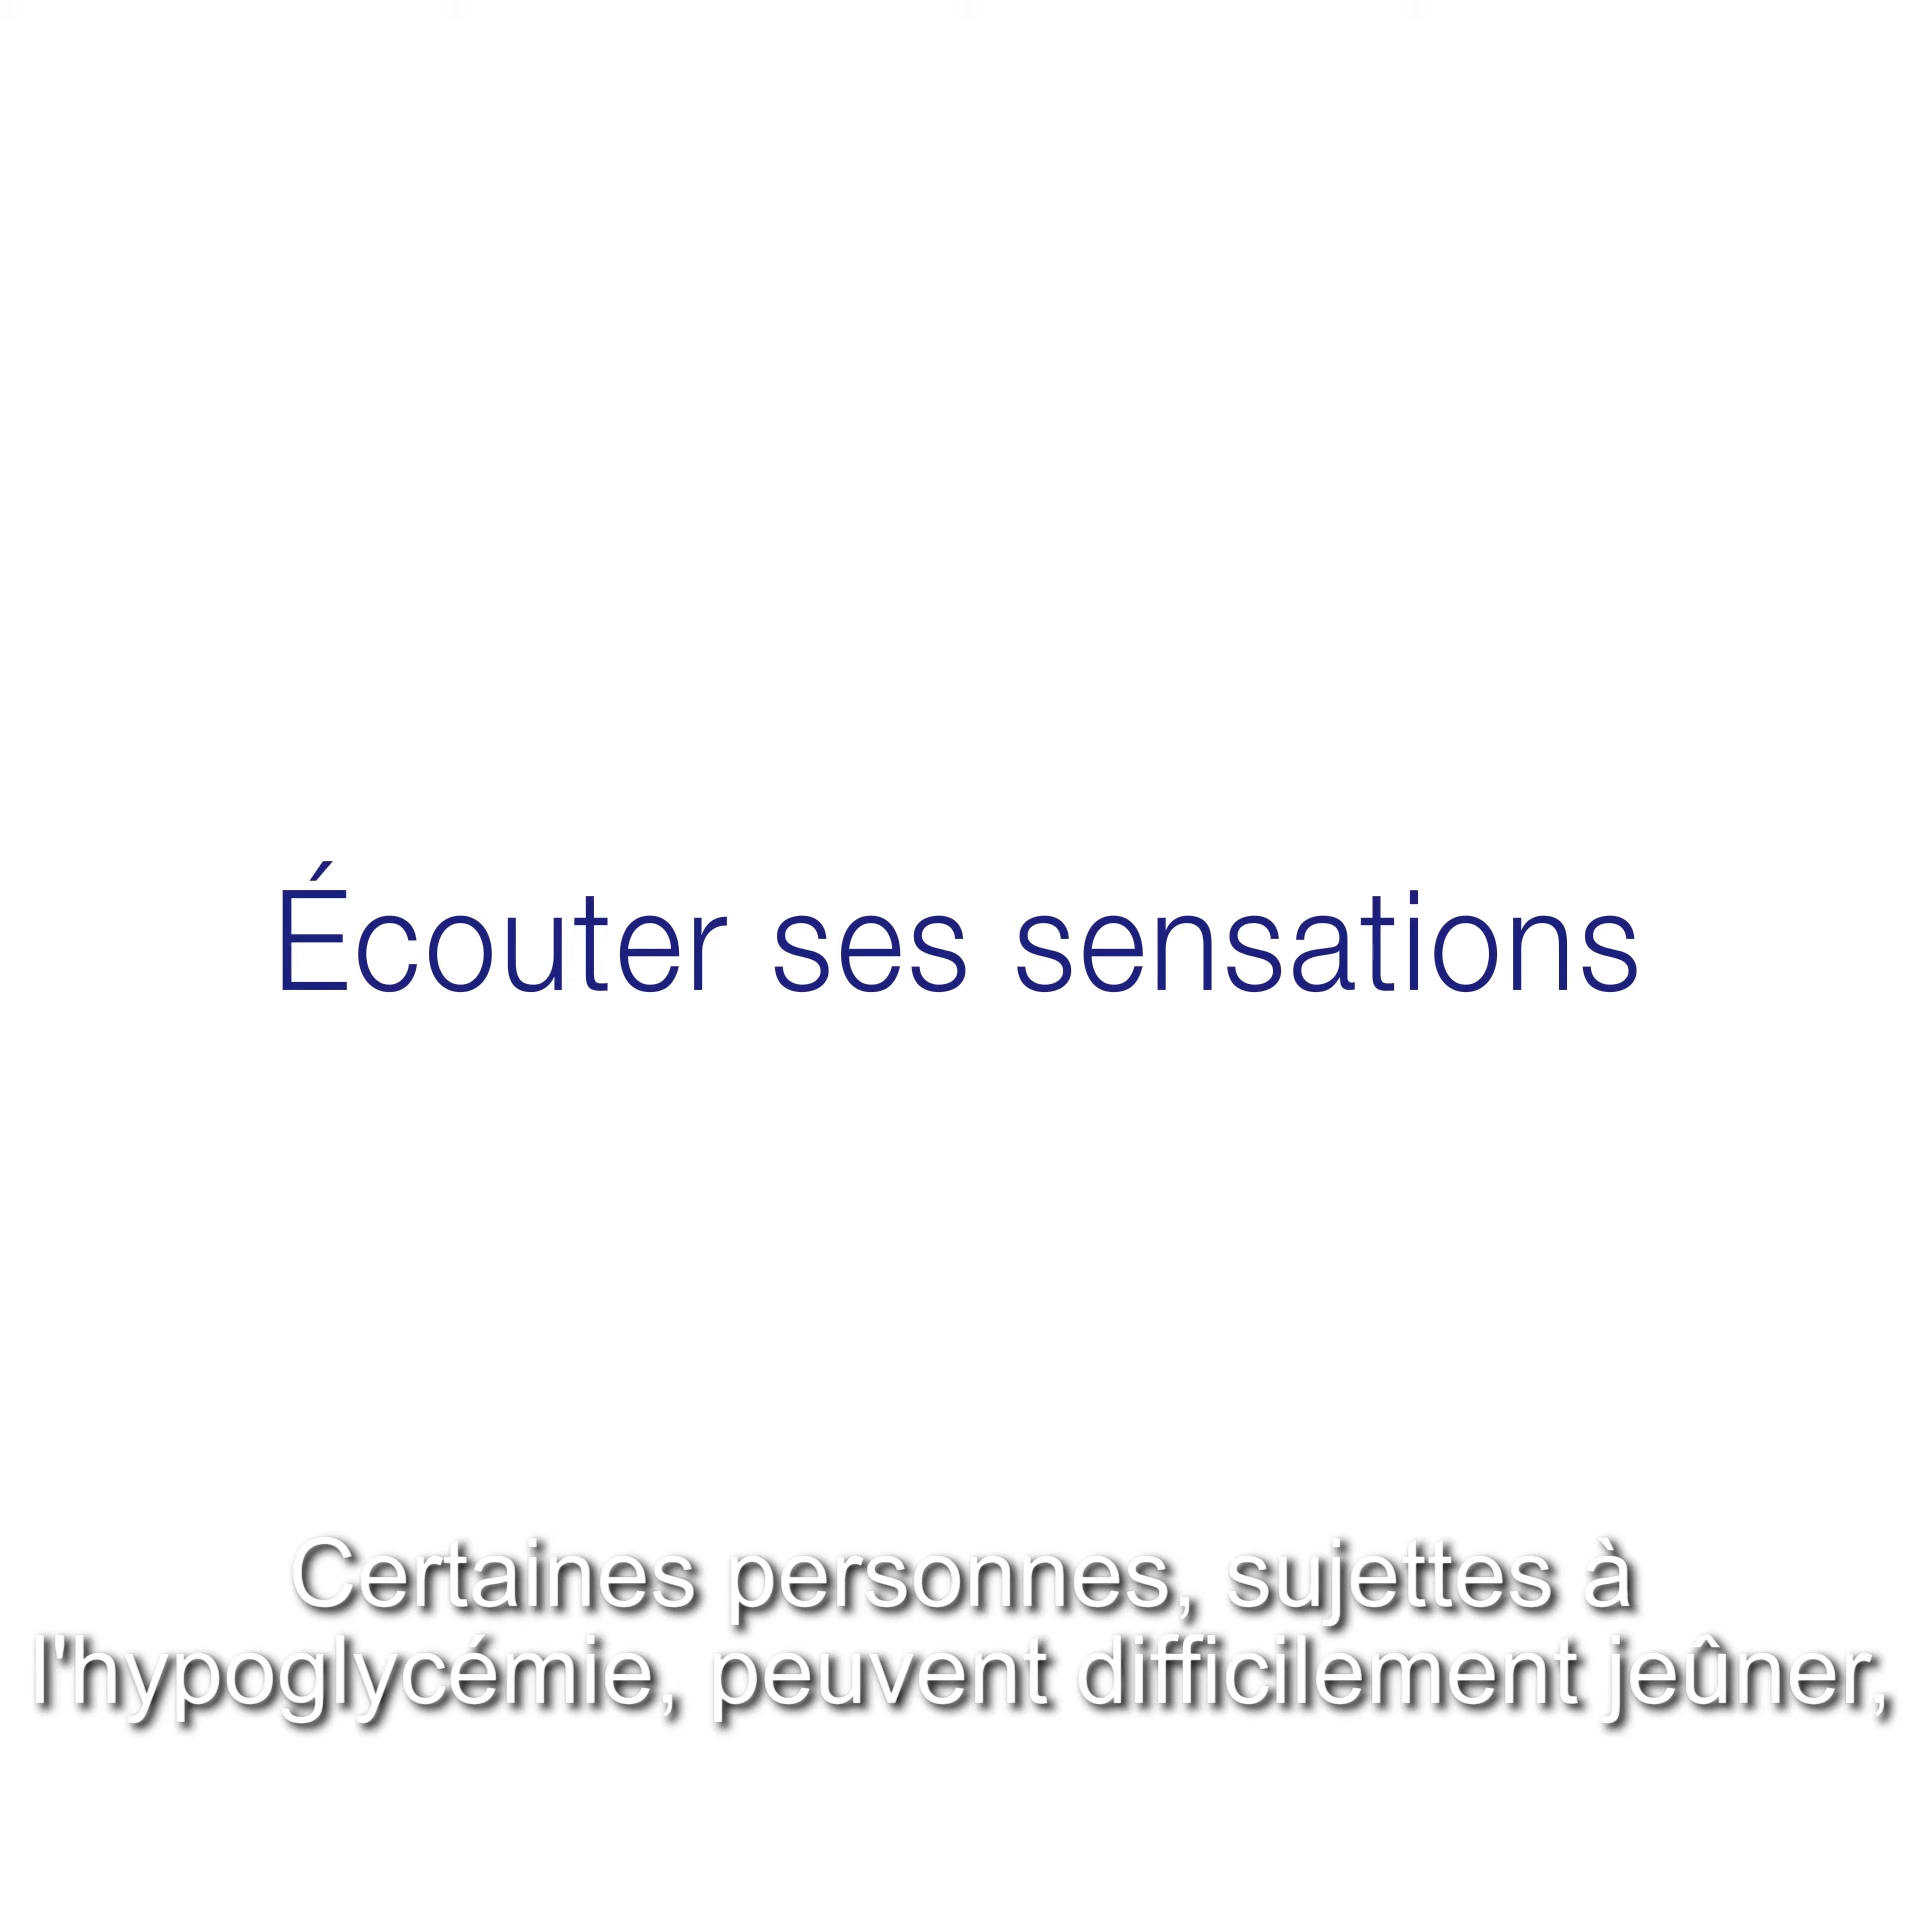 Écouter ses sensations
Certaines personnes, sujettes à
l'hypoglycémie, peuvent difficilement jeûner,